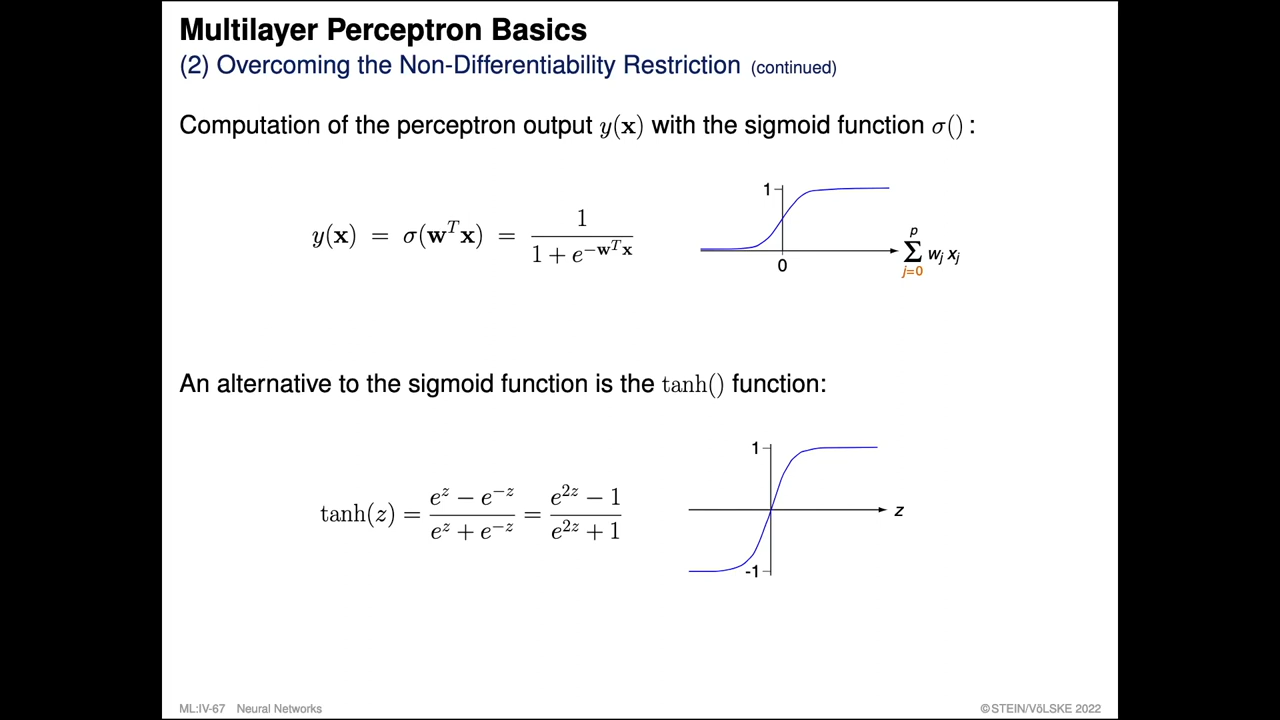 Multilayer Perceptron Basics
(2) Overcoming the Non-Differentiability Restriction (continued)
Computation of the perceptron output y(x) with the sigmoid function σ() :
y(x) = σ(w^T x) = 1 / (1 + e^{−w^T x})
1
0
p
∑ w_j x_j
j=0
An alternative to the sigmoid function is the tanh() function:
tanh(z) = (e^z − e^{−z}) / (e^z + e^{−z}) = (e^{2z} − 1) / (e^{2z} + 1)
1
z
-1
ML:IV-67 Neural Networks
©STEIN/VöLSKE 2022